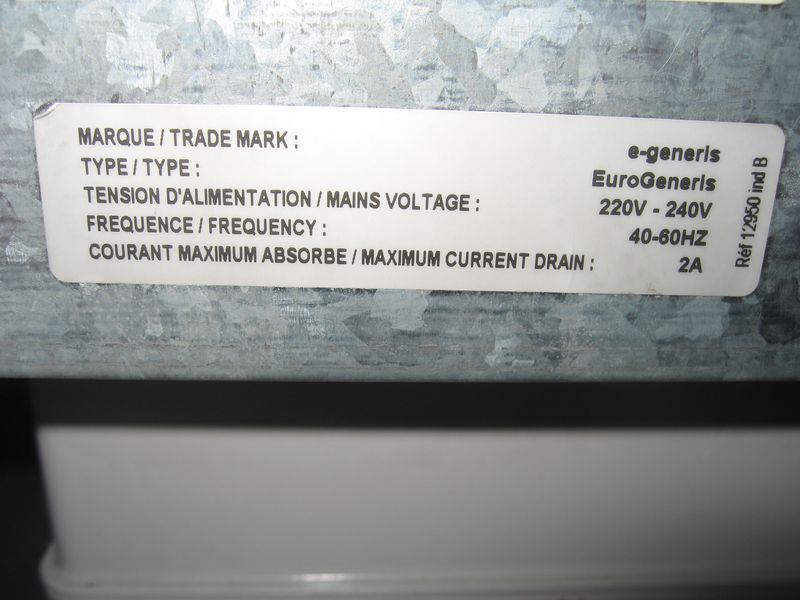 MARQUE / TRADE MARK : e-generis
TYPE / TYPE : EuroGeneris
TENSION D'ALIMENTATION / MAINS VOLTAGE : 220V - 240V
FREQUENCE / FREQUENCY : 40-60HZ
COURANT MAXIMUM ABSORBE / MAXIMUM CURRENT DRAIN : 2A
Réf 12950 ind B